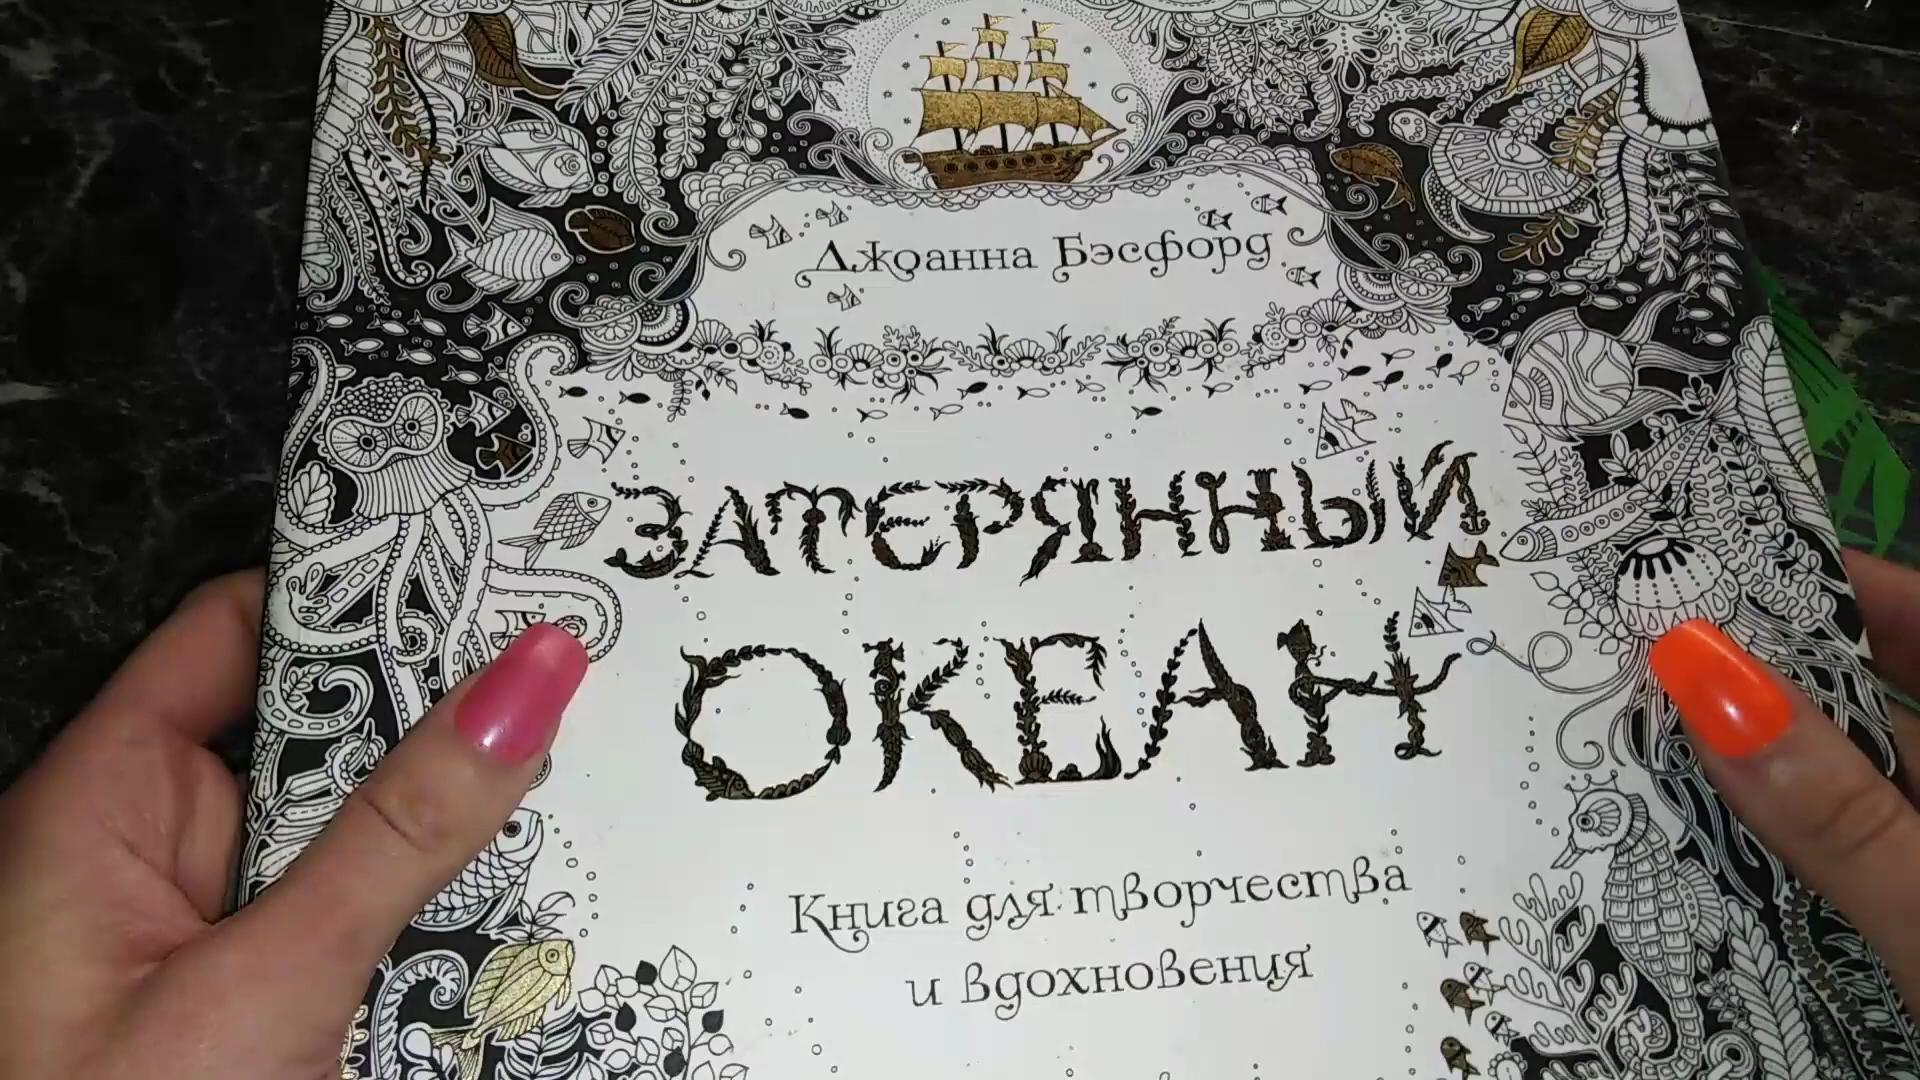 Джоанна Бэсфорд
ЗАТЕРЯННЫЙ
ОКЕАН
Книга для творчества
и вдохновения